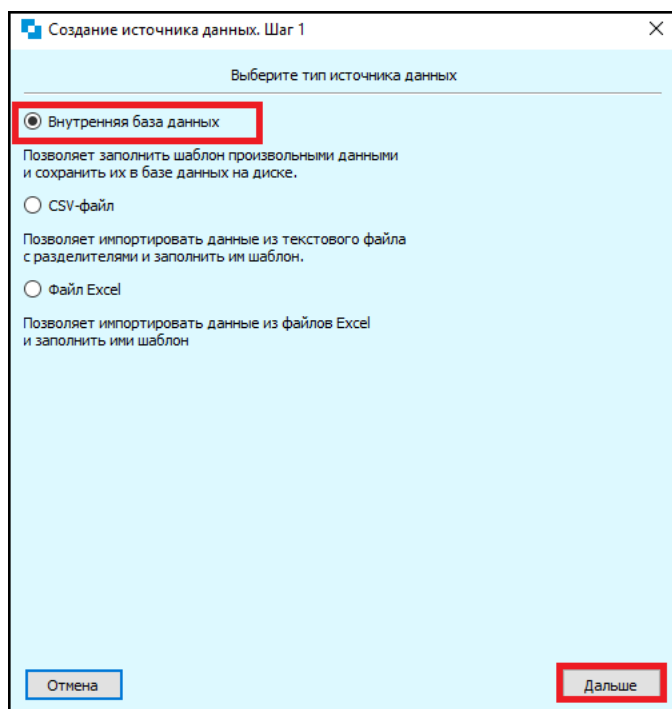 Создание источника данных. Шаг 1
Выберите тип источника данных
Внутренняя база данных
Позволяет заполнить шаблон произвольными данными
и сохранить их в базе данных на диске.
CSV-файл
Позволяет импортировать данные из текстового файла
с разделителями и заполнить им шаблон.
Файл Excel
Позволяет импортировать данные из файлов Excel
и заполнить ими шаблон
Отмена
Дальше